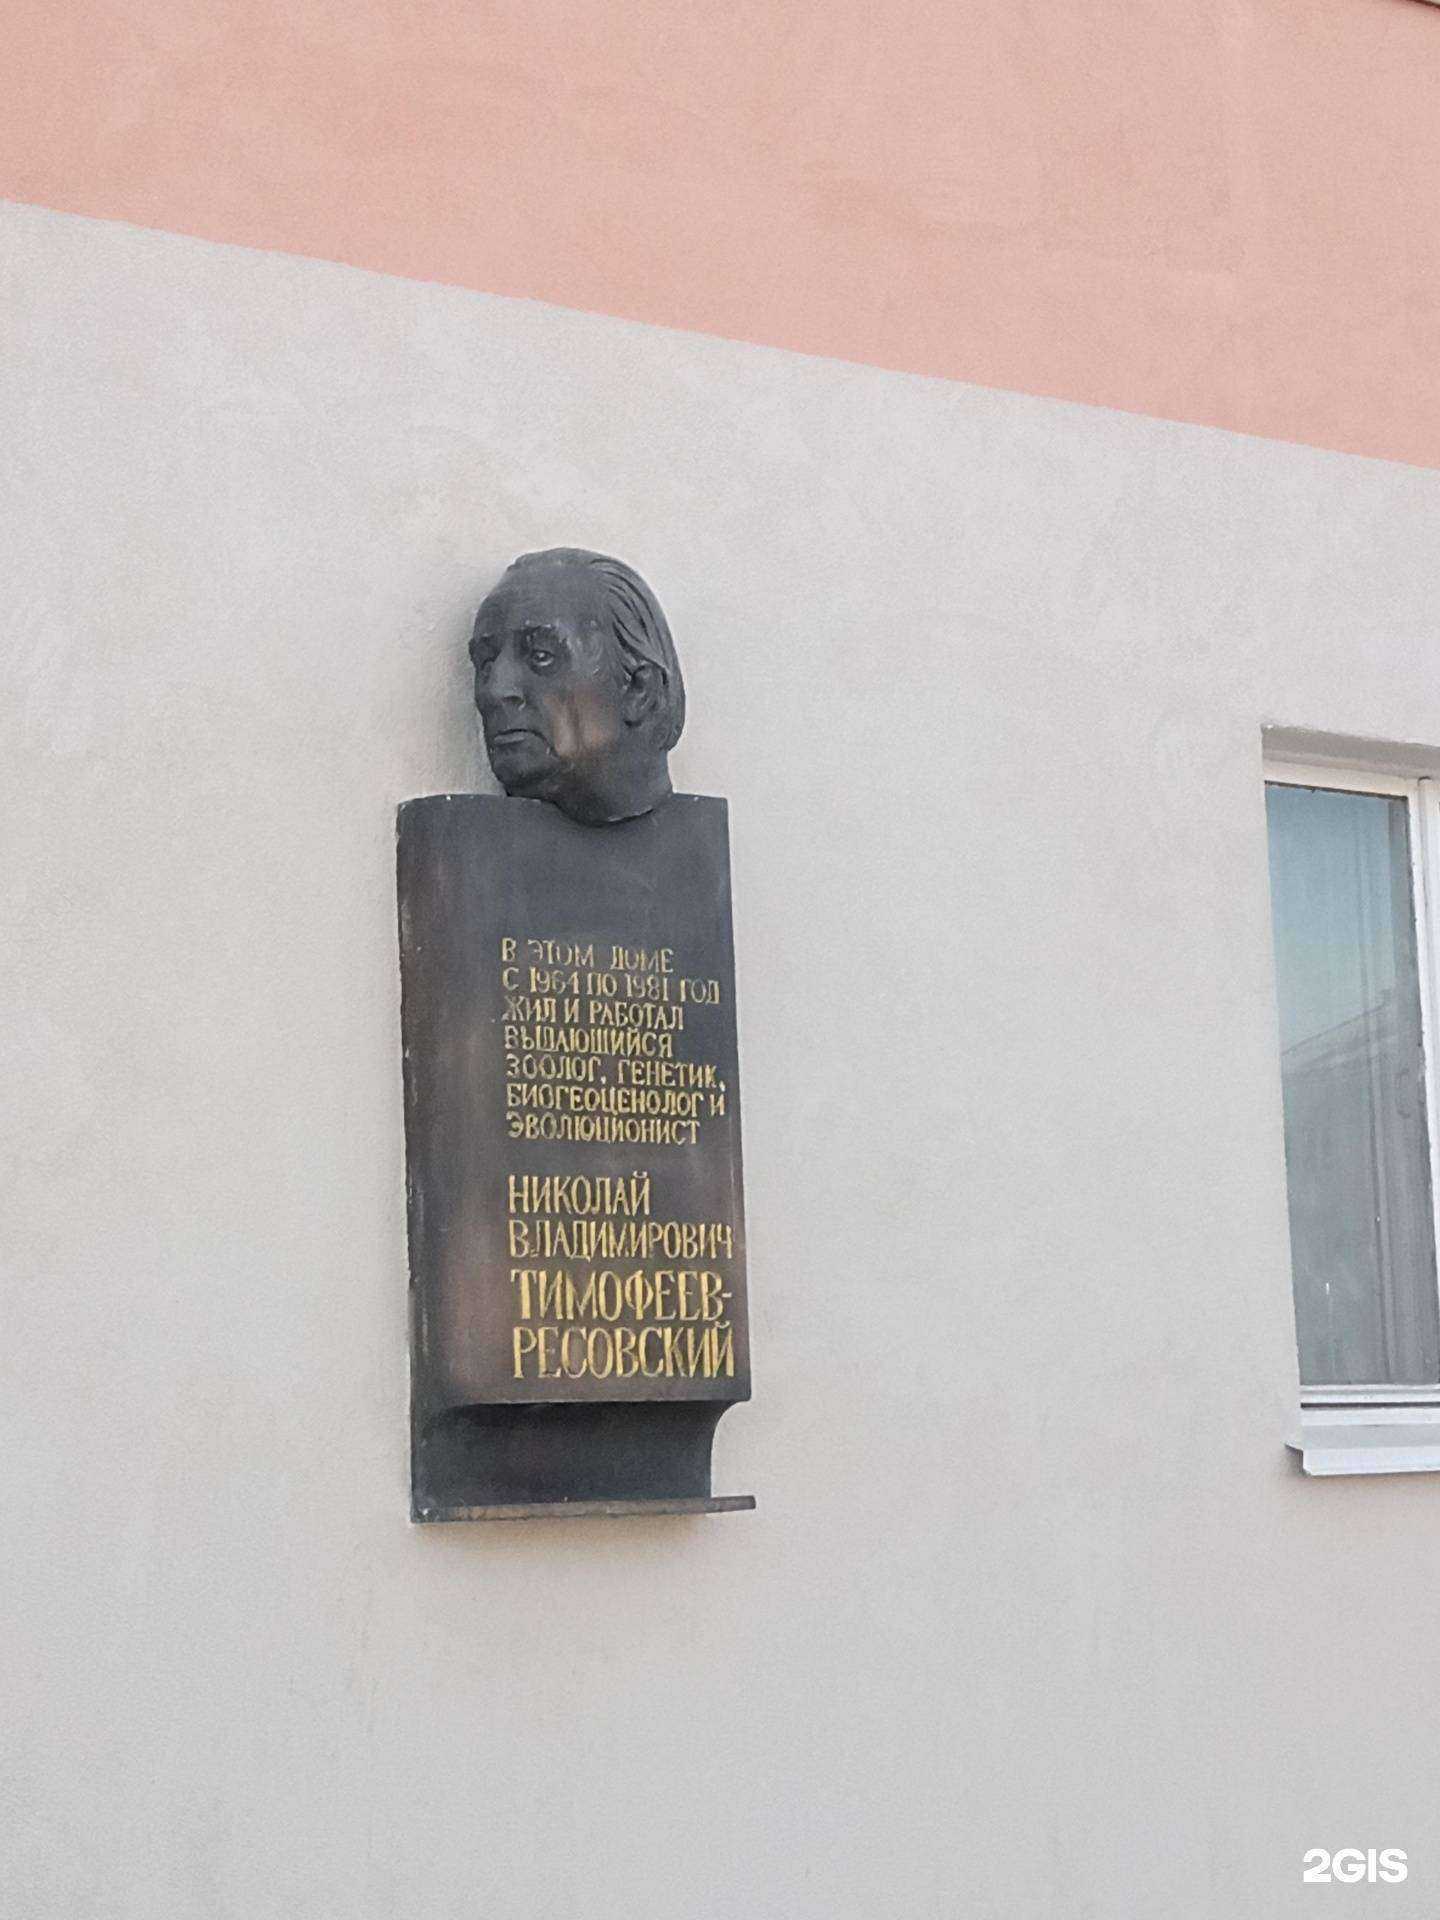 В ЭТОМ ДОМЕ
С 1964 ПО 1981 ГОД
ЖИЛ И РАБОТАЛ
ВЫДАЮЩИЙСЯ
ЗООЛОГ, ГЕНЕТИК,
БИОГЕОЦЕНОЛОГ И
ЭВОЛЮЦИОНИСТ
НИКОЛАЙ
ВЛАДИМИРОВИЧ
ТИМОФЕЕВ-
РЕСОВСКИЙ
2GIS